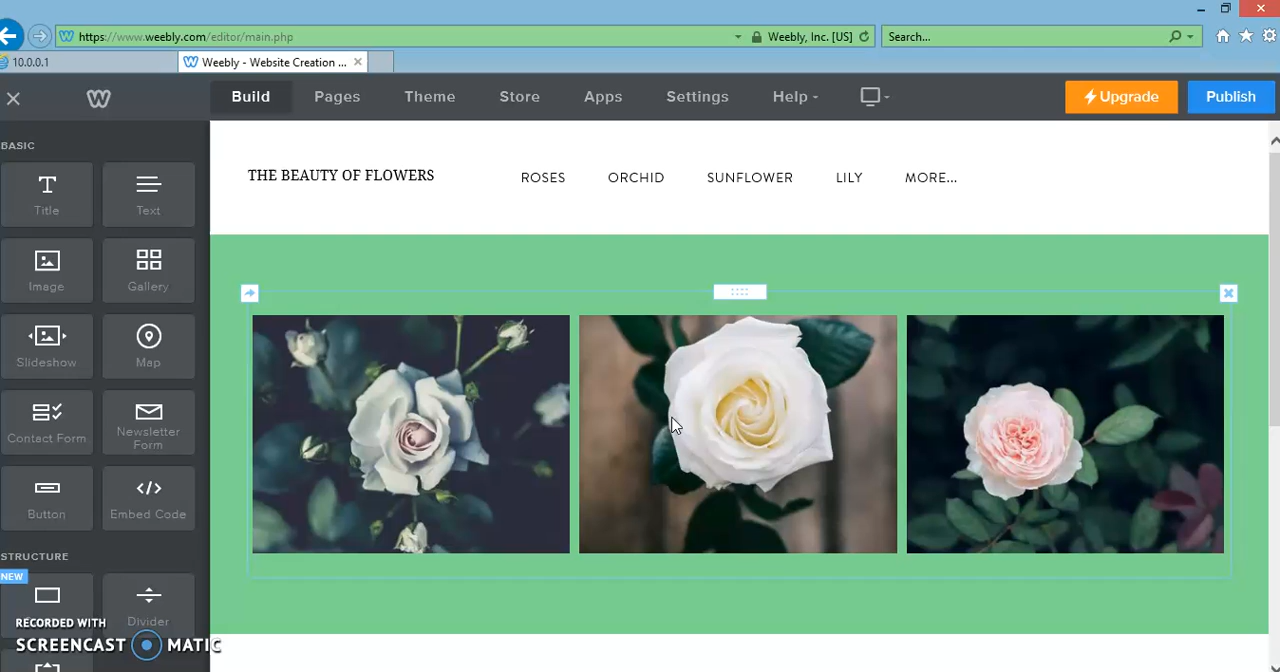 https://www.weebly.com/editor/main.php
Weebly, Inc. [US]
Search...
10.0.0.1
Weebly - Website Creation ...
Build
Pages
Theme
Store
Apps
Settings
Help
Upgrade
Publish
BASIC
Title
Text
Image
Gallery
Slideshow
Map
Contact Form
Newsletter
Form
Button
Embed Code
STRUCTURE
NEW
Divider
THE BEAUTY OF FLOWERS
ROSES
ORCHID
SUNFLOWER
LILY
MORE...
RECORDED WITH
SCREENCAST MATIC